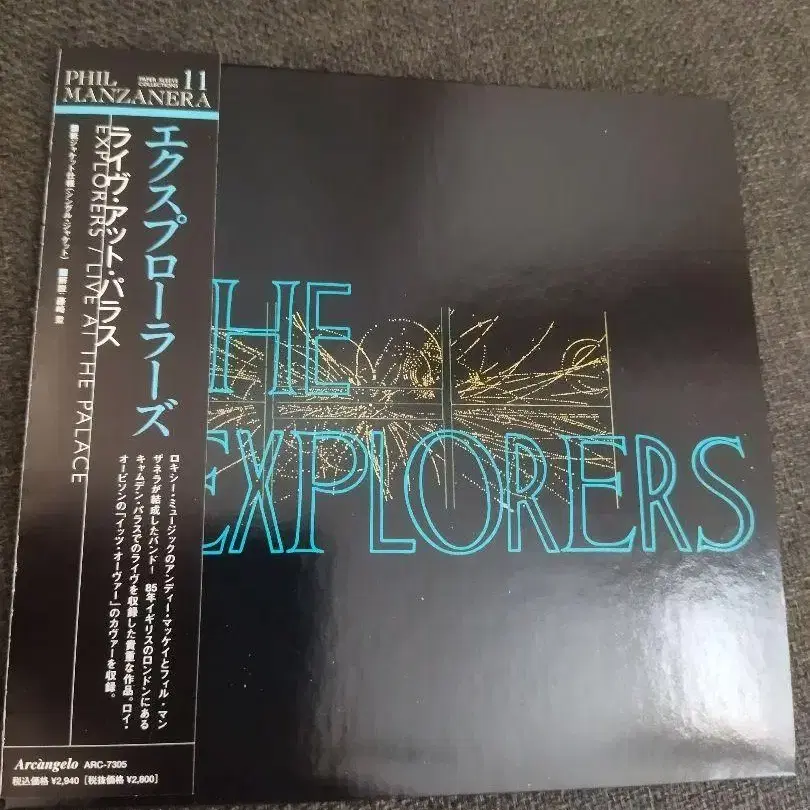 PHIL
MANZANERA
PAPER SLEEVE
COLLECTIONS
11
エクスプローラーズ
ライヴ・アット・パラス
EXPLORERS / LIVE AT THE PALACE
ロキシー・ミュージックのアンディー・マッケイとフィル・マン
ザネラが結成したバンド! 85年イギリスのロンドンにある
キャムデン・パラスでのライヴを収録した貴重な作品。ロイ・
オービソンの「イッツ・オーヴァー」のカヴァーを収録。
Arcàngelo ARC-7305
税込価格 ¥2,940 [税抜価格 ¥2,800]
HE
EXPLORERS